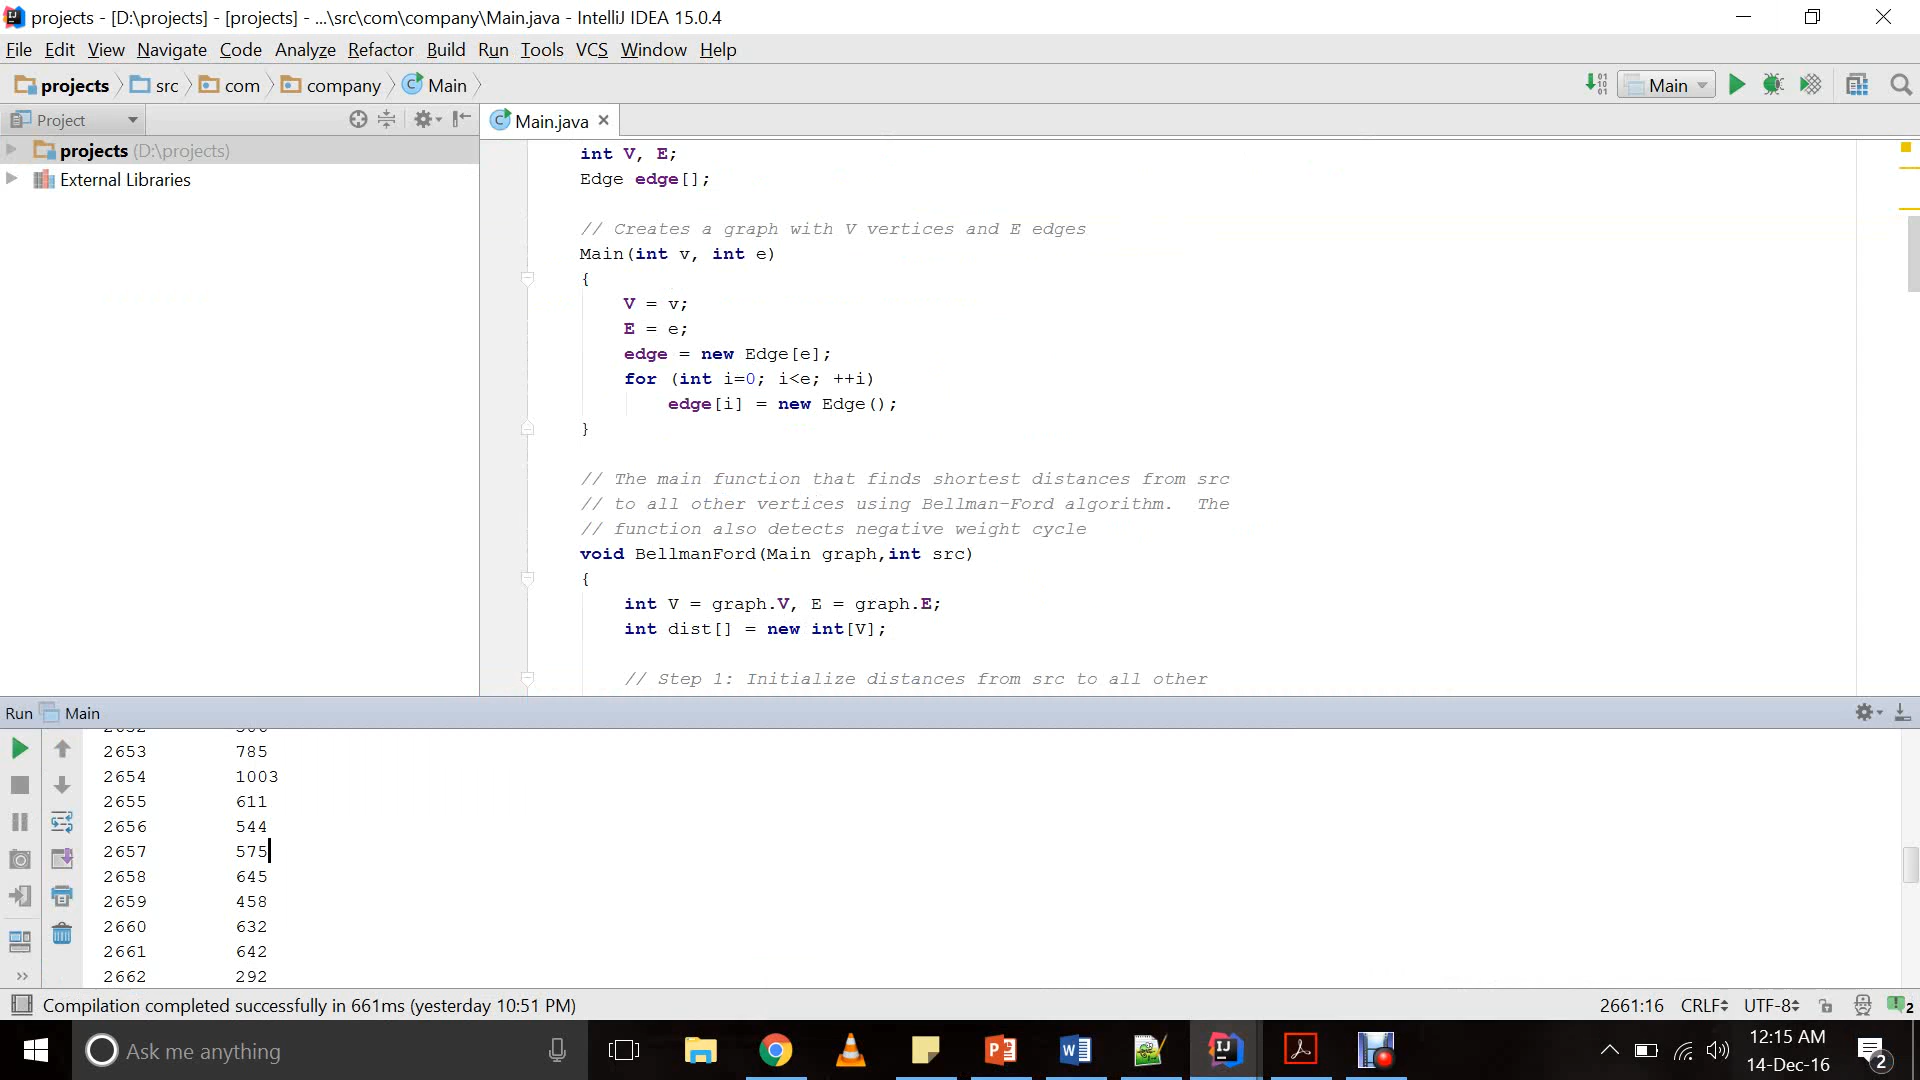 projects - [D:\projects] - [projects] - ...\src\com\company\Main.java - IntelliJ IDEA 15.0.4
File Edit View Navigate Code Analyze Refactor Build Run Tools VCS Window Help
projects src com company Main
Main
Project
Main.java
projects (D:\projects)
External Libraries
int V, E;
Edge edge[];
// Creates a graph with V vertices and E edges
Main(int v, int e)
{
V = v;
E = e;
edge = new Edge[e];
for (int i=0; i<e; ++i)
edge[i] = new Edge();
}
// The main function that finds shortest distances from src
// to all other vertices using Bellman-Ford algorithm.  The
// function also detects negative weight cycle
void BellmanFord(Main graph,int src)
{
int V = graph.V, E = graph.E;
int dist[] = new int[V];
// Step 1: Initialize distances from src to all other
Run Main
2653 785
2654 1003
2655 611
2656 544
2657 575
2658 645
2659 458
2660 632
2661 642
2662 292
Compilation completed successfully in 661ms (yesterday 10:51 PM)
2661:16 CRLF UTF-8 2
Ask me anything
12:15 AM
14-Dec-16
2